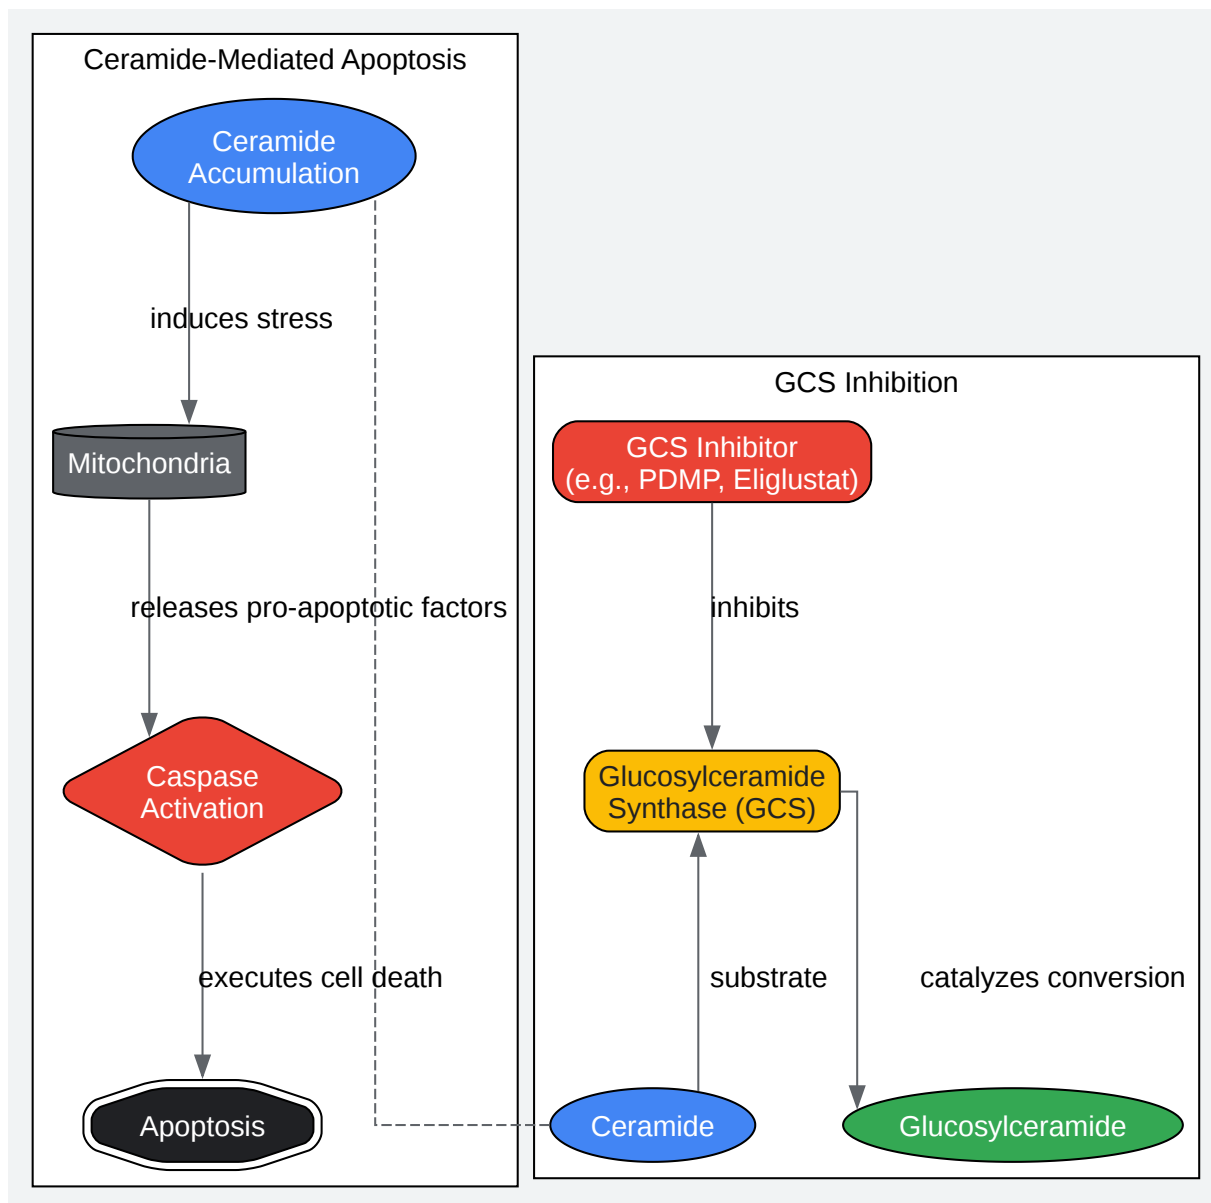 Ceramide-Mediated Apoptosis
Ceramide
Accumulation
induces stress
Mitochondria
releases pro-apoptotic factors
Caspase
Activation
executes cell death
Apoptosis
GCS Inhibition
GCS Inhibitor
(e.g., PDMP, Eliglustat)
inhibits
Glucosylceramide
Synthase (GCS)
substrate
catalyzes conversion
Ceramide
Glucosylceramide